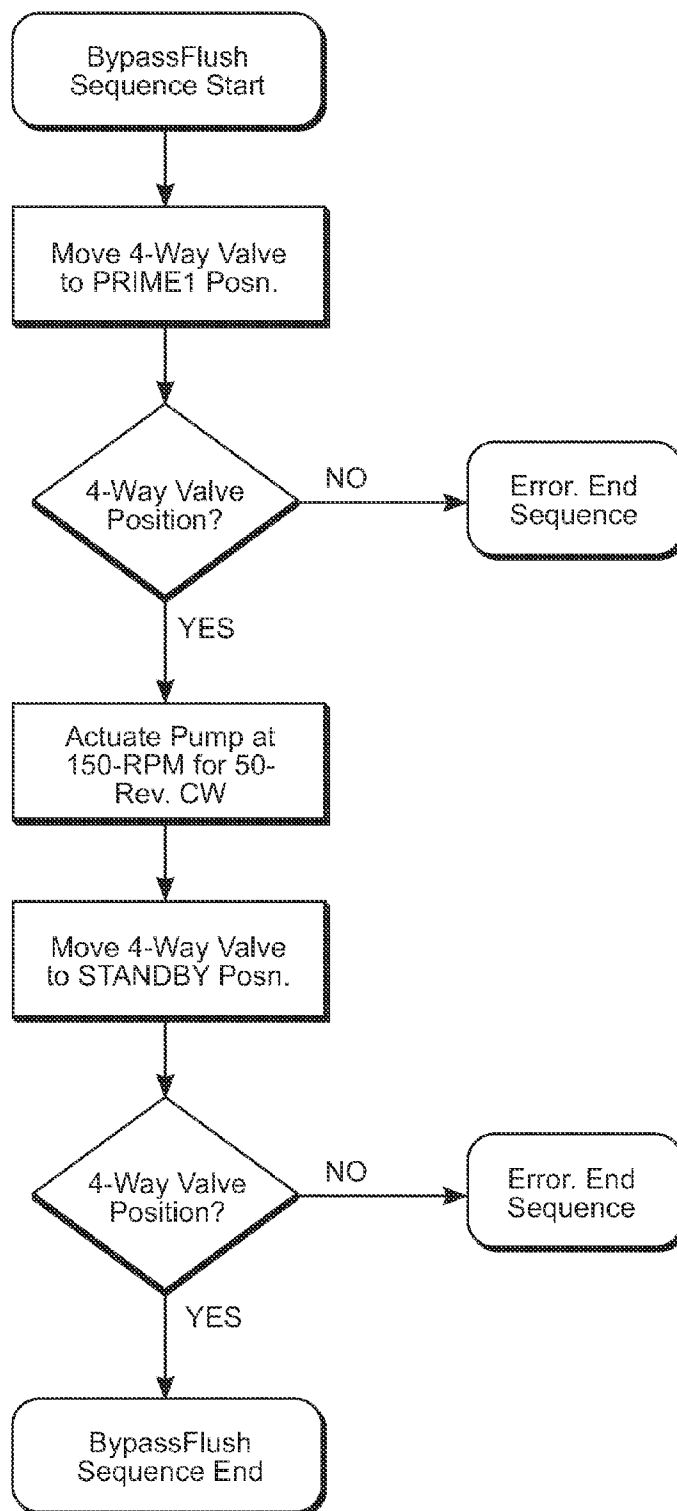 BypassFlush
Sequence Start
Move 4-Way Valve
to PRIME1 Posn.
4-Way Valve
Position?
NO
Error. End
Sequence
YES
Actuate Pump at
150-RPM for 50-
Rev. CW
Move 4-Way Valve
to STANDBY Posn.
4-Way Valve
Position?
NO
Error. End
Sequence
YES
BypassFlush
Sequence End